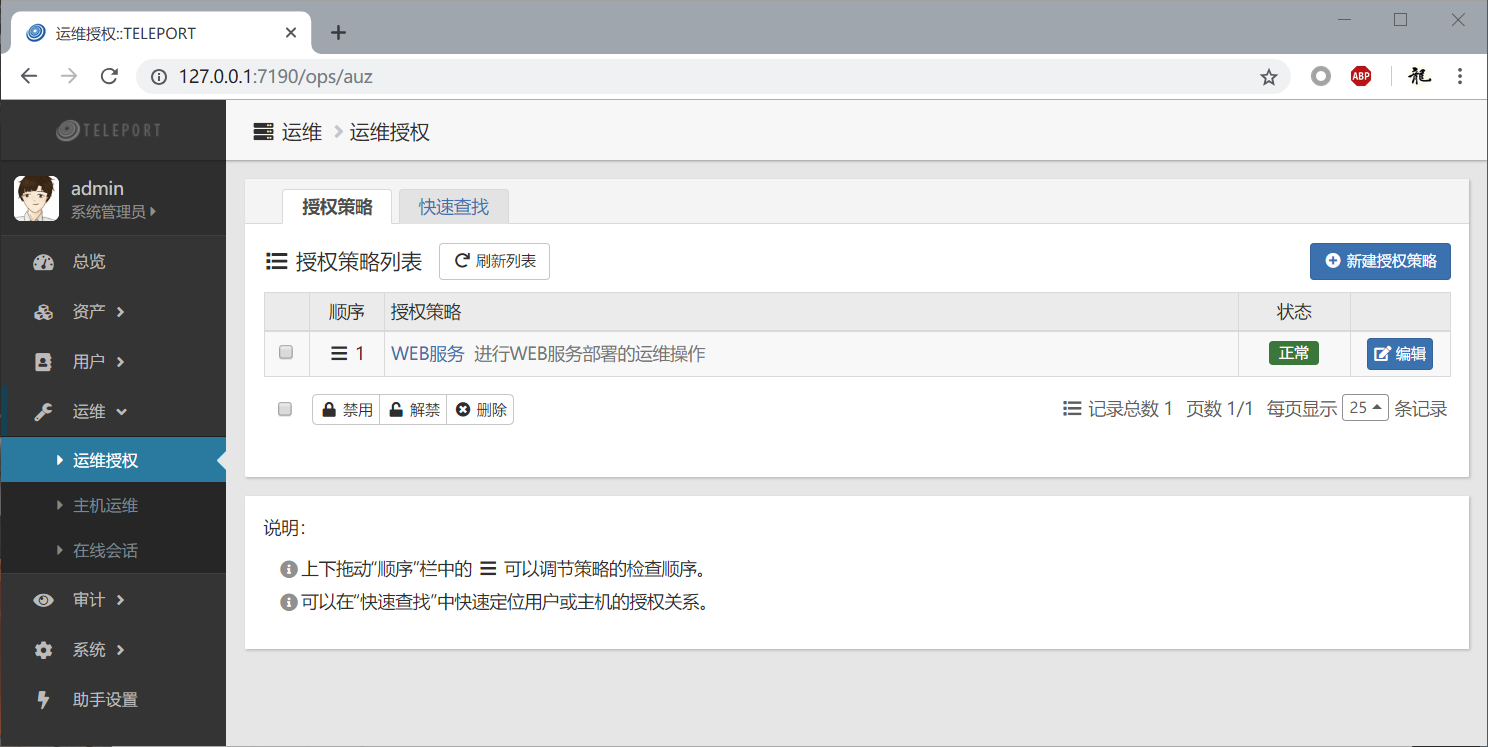 运维授权::TELEPORT
127.0.0.1:7190/ops/auz
ABP
龍
TELEPORT
运维 运维授权
admin
系统管理员
总览
资产
用户
运维
运维授权
主机运维
在线会话
审计
系统
助手设置
授权策略 快速查找
授权策略列表 刷新列表 新建授权策略
顺序 授权策略 状态
1 WEB服务 进行WEB服务部署的运维操作 正常 编辑
禁用 解禁 删除 记录总数 1 页数 1/1 每页显示 25 条记录
说明：
上下拖动“顺序”栏中的 可以调节策略的检查顺序。
可以在“快速查找”中快速定位用户或主机的授权关系。